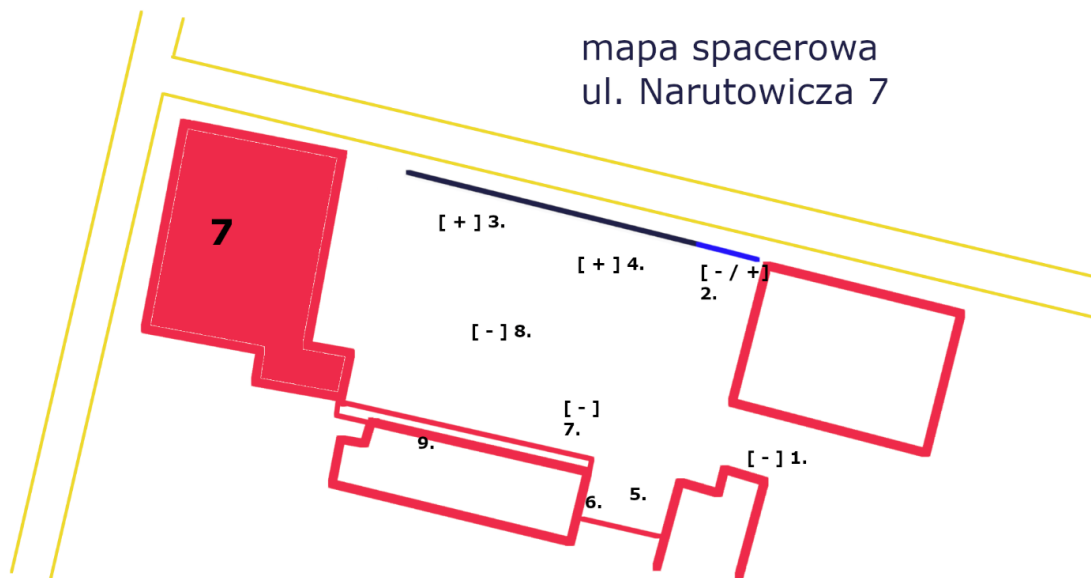 mapa spacerowa
ul. Narutowicza 7
7
[ + ] 3.
[ + ] 4.
[ - / +]
2.
[ - ] 8.
[ - ]
7.
9.
[ - ] 1.
5.
6.